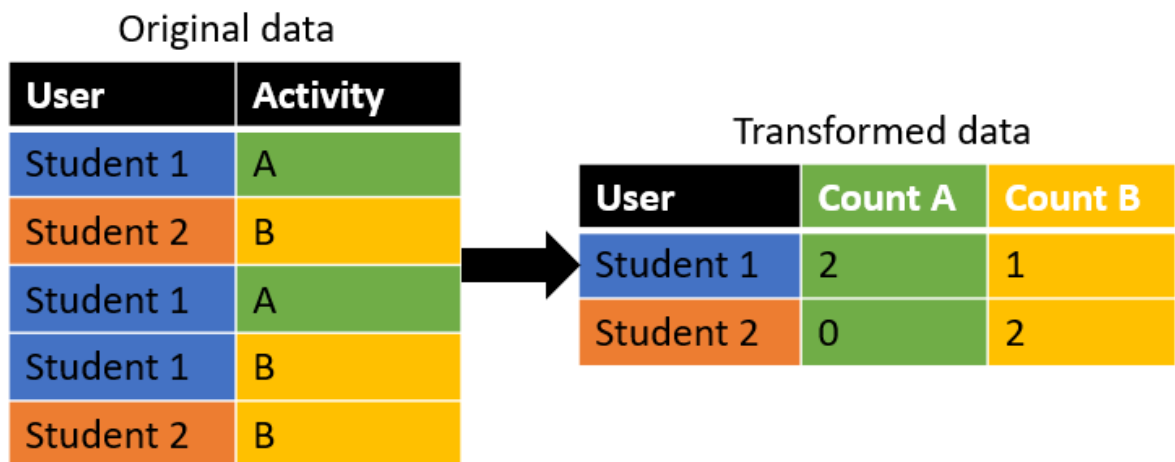 Original data
User Activity
Student 1 A
Student 2 B
Student 1 A
Student 1 B
Student 2 B
Transformed data
User Count A Count B
Student 1 2 1
Student 2 0 2